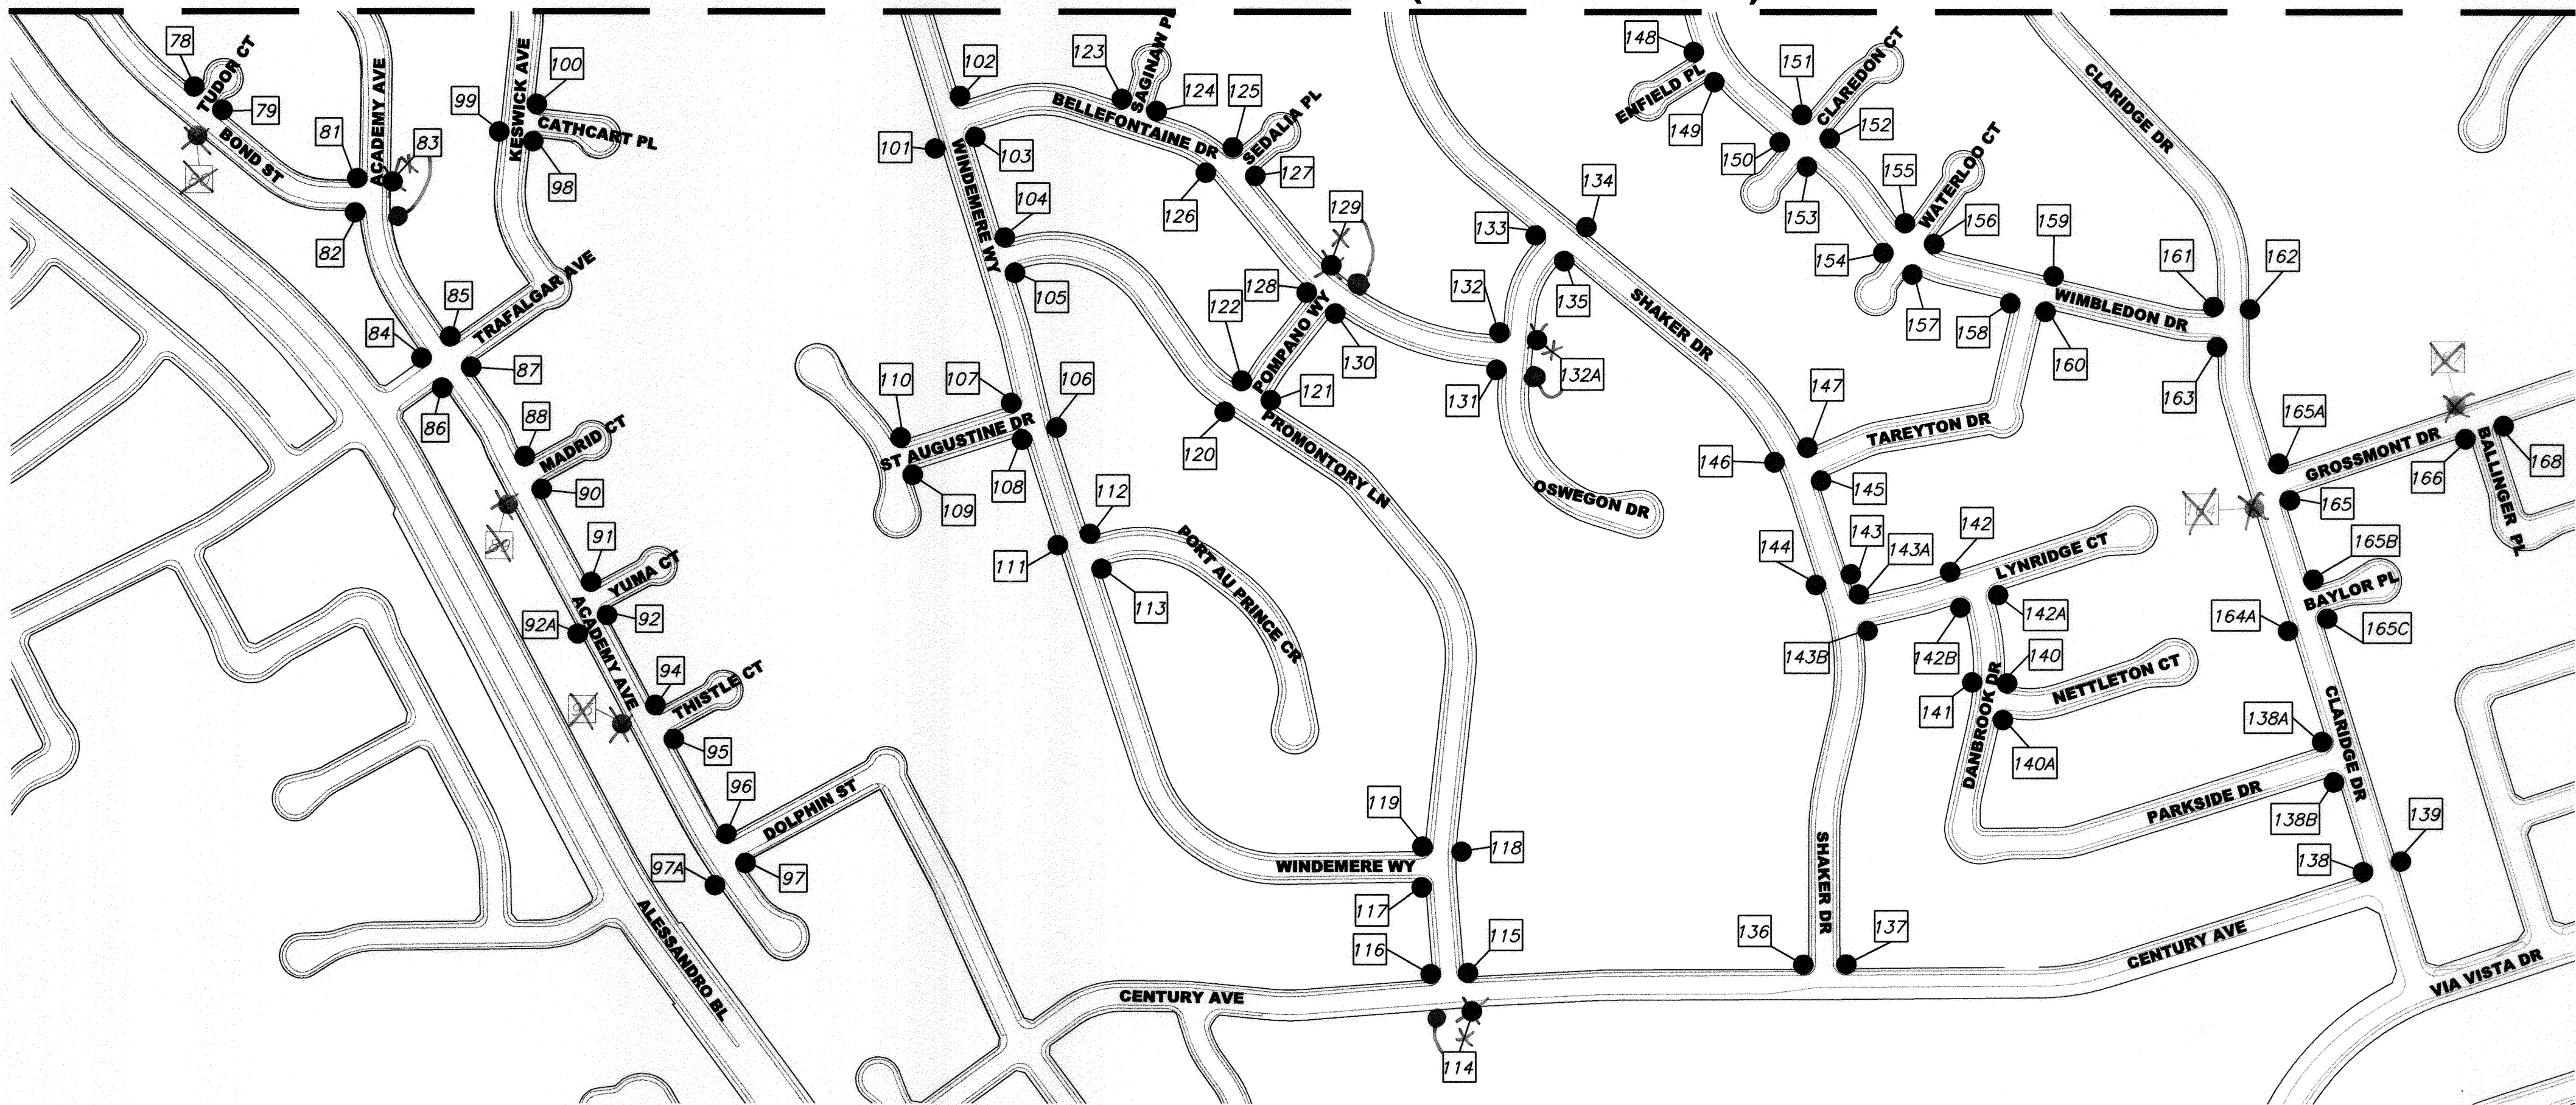 78
TUDOR CT
79
BOND ST
80
81
82
ACADEMY AVE
83
KESWICK AVE
99
100
CATHCART PL
98
84
85
TRAFALGAR AVE
86
87
88
MADRID CT
89
90
91
YUMA CT
92A
92
ACADEMY AVE
94
THISTLE CT
95
96
DOLPHIN ST
97A
97
ALESSANDRO BL
102
101
103
WINDEMERE WY
104
105
123
SAGINAW P
124
BELLEFONTAINE DR
125
SEDALIA PL
126
127
129
128
122
POMPANO WY
130
121
120
PROMONTORY LN
110
107
106
ST AUGUSTINE DR
109
108
112
111
113
PORT AU PRINCE CR
119
118
WINDEMERE WY
117
116
115
CENTURY AVE
114
133
134
132
135
131
132A
OSWEGON DR
SHAKER DR
148
ENFIELD PL
149
151
CLAREDON CT
150
152
153
155
WATERLOO CT
156
154
157
158
159
160
WIMBLEDON DR
161
162
163
CLARIDGE DR
147
TAREYTON DR
146
145
144
143
143A
142
LYNRIDGE CT
143B
142B
142A
140
141
NETTLETON CT
DANBROOK DR
140A
PARKSIDE DR
SHAKER DR
136
137
CENTURY AVE
165A
GROSSMONT DR
166
168
BALLINGER PL
165
165B
BAYLOR PL
164A
165C
138A
CLARIDGE DR
138B
139
138
VIA VISTA DR